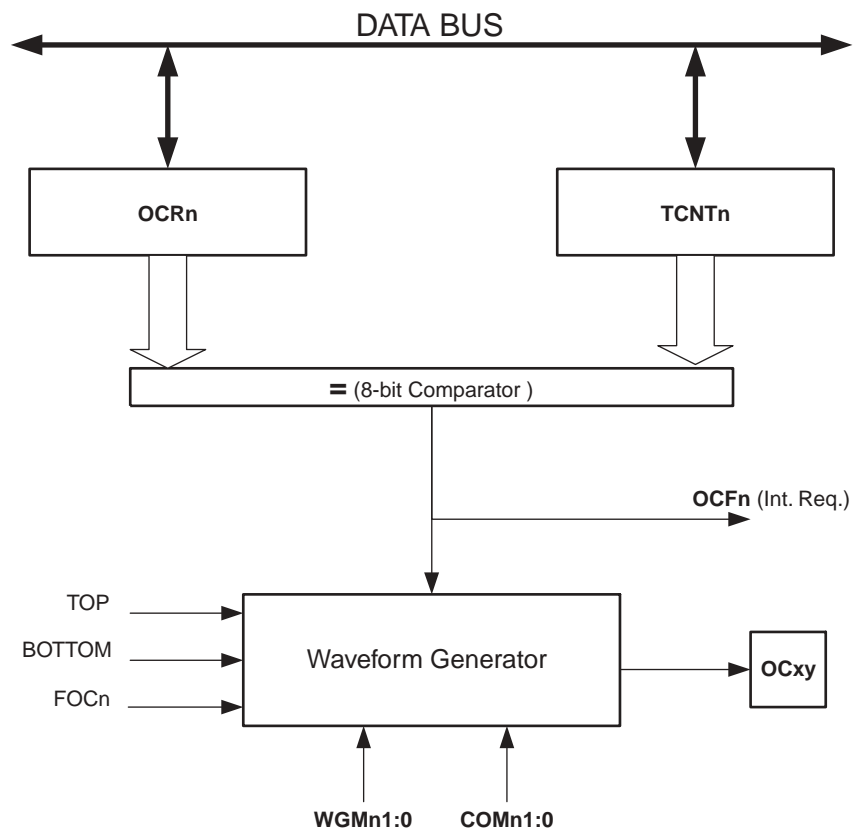 DATA BUS
OCRn
TCNTn
= (8-bit Comparator )
OCFn (Int. Req.)
TOP
BOTTOM
FOCn
Waveform Generator
OCxy
WGMn1:0
COMn1:0